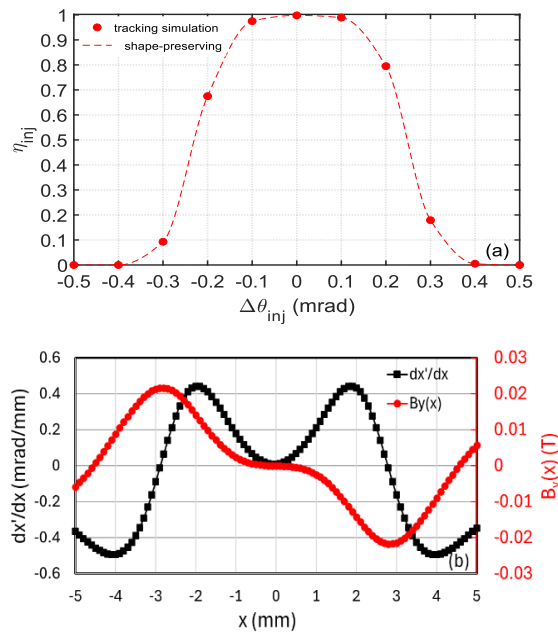 1
0.9
0.8
0.7
0.6
0.5
0.4
0.3
0.2
0.1
0
η inj
tracking simulation
shape-preserving
(a)
-0.5 -0.4 -0.3 -0.2 -0.1 0 0.1 0.2 0.3 0.4 0.5
Δθ inj (mrad)
0.6
0.4
0.2
0
-0.2
-0.4
-0.6
dx'/dx (mrad/mm)
dx'/dx
By(x)
0.03
0.02
0.01
0
-0.01
-0.02
-0.03
By(x) (T)
(b)
-5 -4 -3 -2 -1 0 1 2 3 4 5
x (mm)